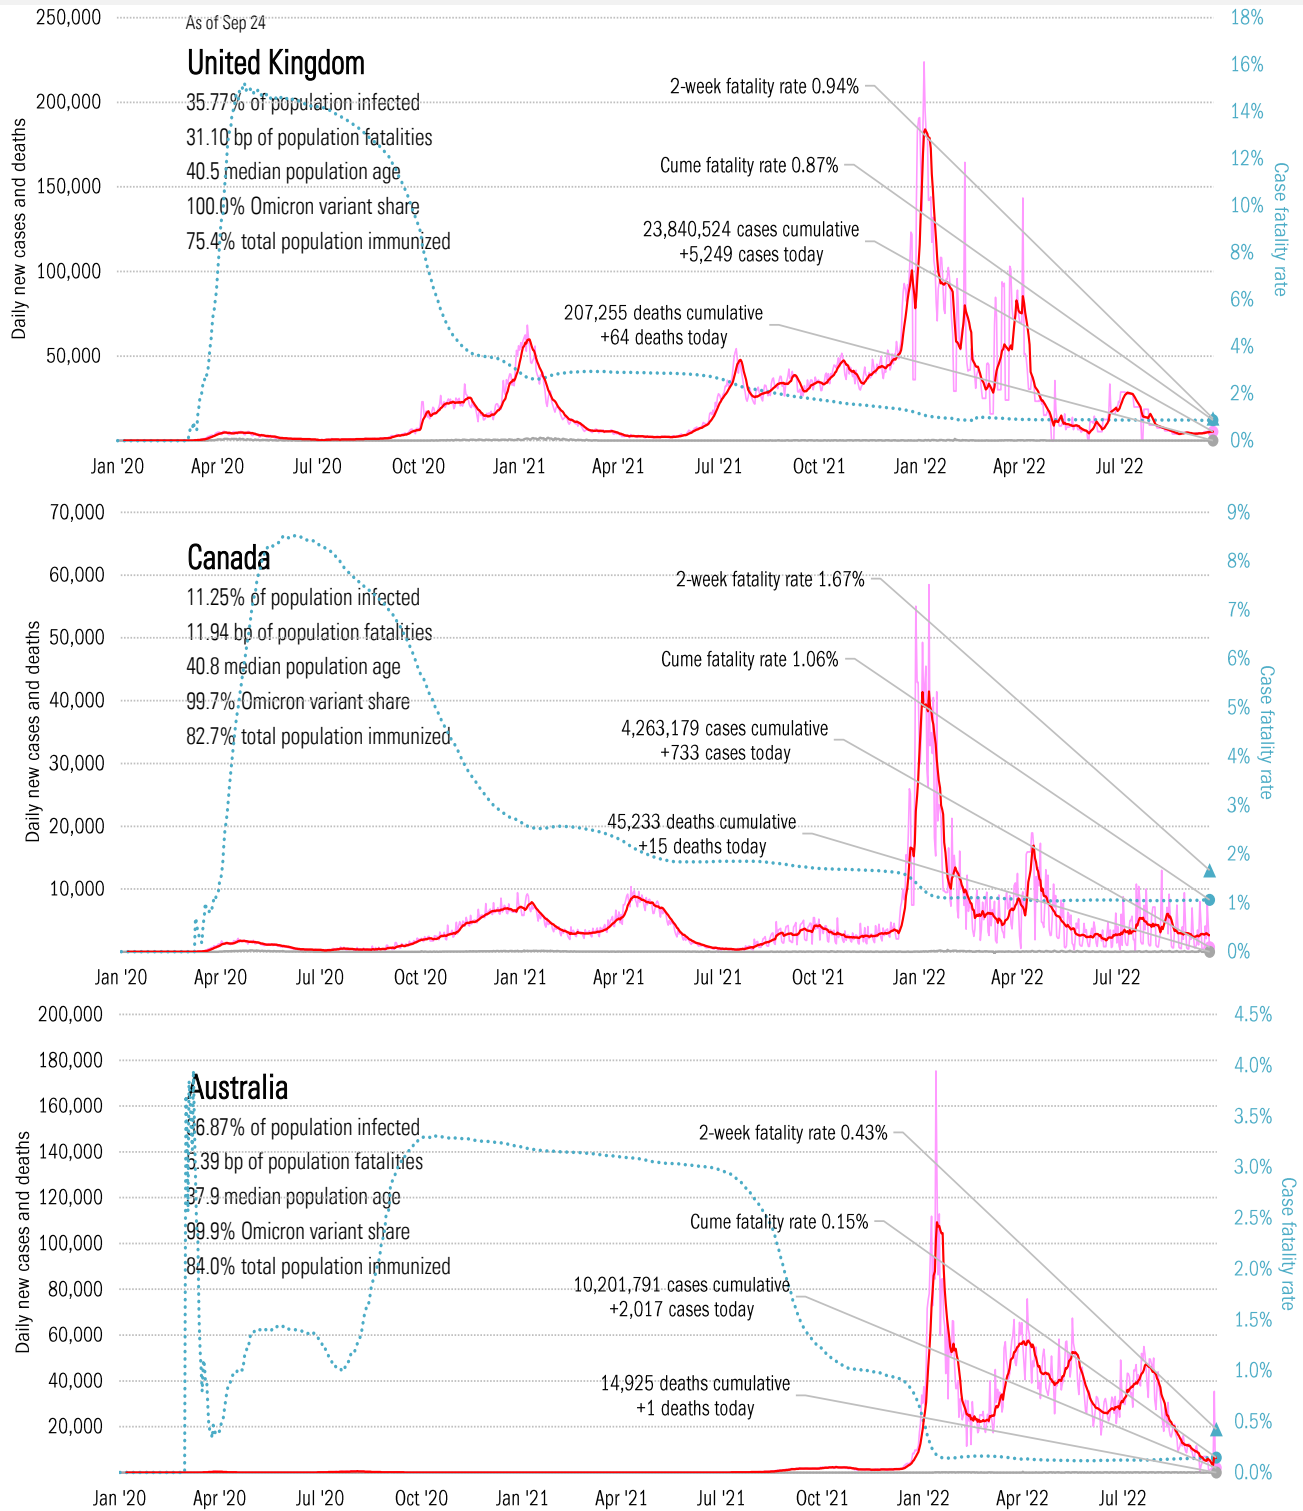 As of Sep 24
United Kingdom
35.77% of population infected
31.10 bp of population fatalities
40.5 median population age
100.0% Omicron variant share
75.4% total population immunized
2-week fatality rate 0.94%
Cume fatality rate 0.87%
23,840,524 cases cumulative
+5,249 cases today
207,255 deaths cumulative
+64 deaths today
Daily new cases and deaths
250,000
200,000
150,000
100,000
50,000
Case fatality rate
18%
16%
14%
12%
10%
8%
6%
4%
2%
0%
Jan '20 Apr '20 Jul '20 Oct '20 Jan '21 Apr '21 Jul '21 Oct '21 Jan '22 Apr '22 Jul '22
Canada
11.25% of population infected
11.94 bp of population fatalities
40.8 median population age
99.7% Omicron variant share
82.7% total population immunized
2-week fatality rate 1.67%
Cume fatality rate 1.06%
4,263,179 cases cumulative
+733 cases today
45,233 deaths cumulative
+15 deaths today
Daily new cases and deaths
70,000
60,000
50,000
40,000
30,000
20,000
10,000
Case fatality rate
9%
8%
7%
6%
5%
4%
3%
2%
1%
0%
Jan '20 Apr '20 Jul '20 Oct '20 Jan '21 Apr '21 Jul '21 Oct '21 Jan '22 Apr '22 Jul '22
Australia
36.87% of population infected
5.39 bp of population fatalities
37.9 median population age
99.9% Omicron variant share
84.0% total population immunized
2-week fatality rate 0.43%
Cume fatality rate 0.15%
10,201,791 cases cumulative
+2,017 cases today
14,925 deaths cumulative
+1 deaths today
Daily new cases and deaths
200,000
180,000
160,000
140,000
120,000
100,000
80,000
60,000
40,000
20,000
Case fatality rate
4.5%
4.0%
3.5%
3.0%
2.5%
2.0%
1.5%
1.0%
0.5%
0.0%
Jan '20 Apr '20 Jul '20 Oct '20 Jan '21 Apr '21 Jul '21 Oct '21 Jan '22 Apr '22 Jul '22